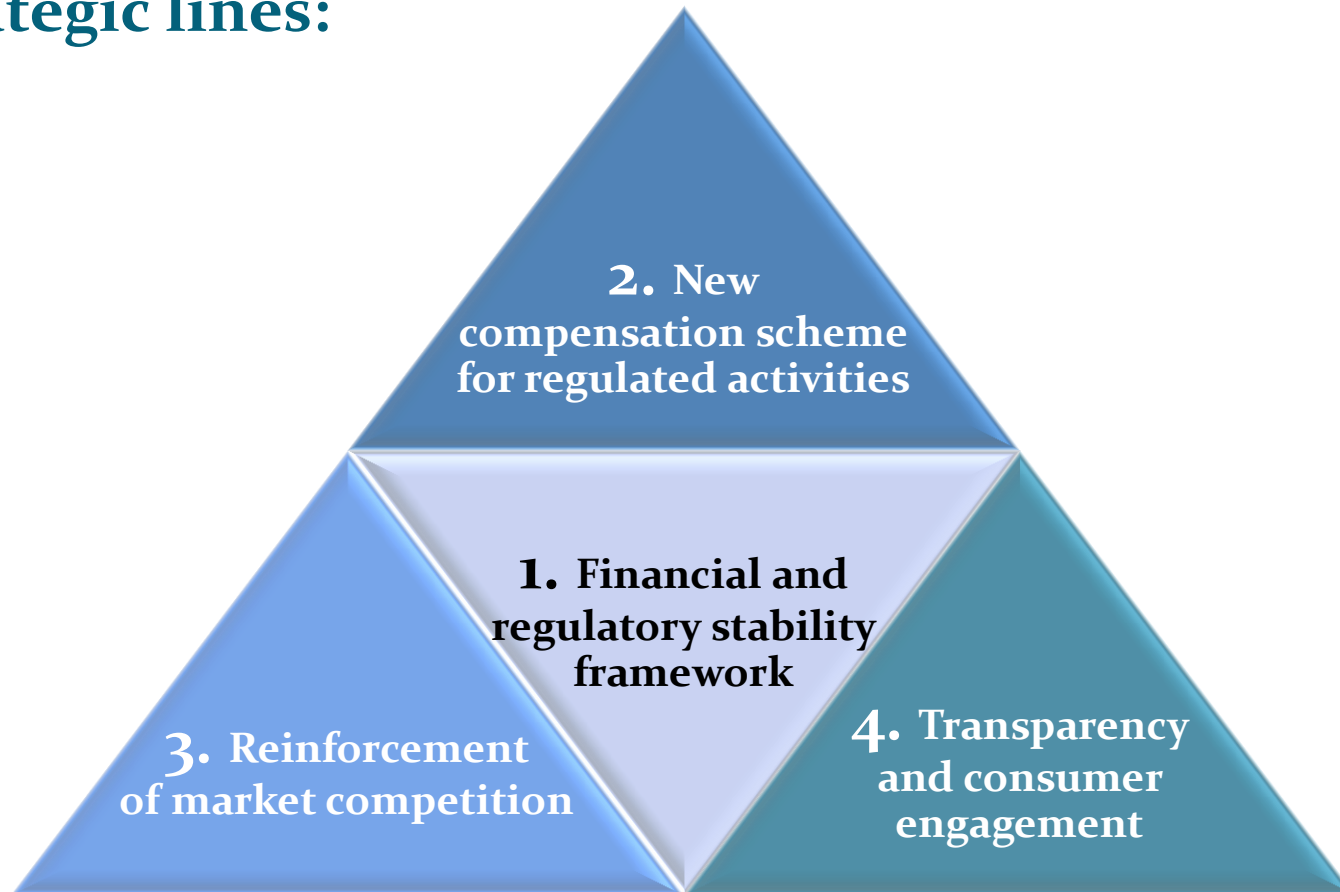 lines:
2. New
compensation scheme
for regulated activities
1. Financial and
regulatory stability
framework
3. Reinforcement
of market competition
4. Transparency
and consumer
engagement